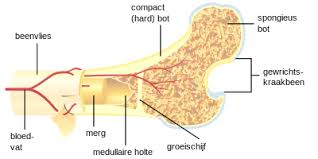 compact
(hard) bot
spongieus
bot
beenvlies
gewrichts-
kraakbeen
bloed-
vat
merg
medullaire holte
groeischijf